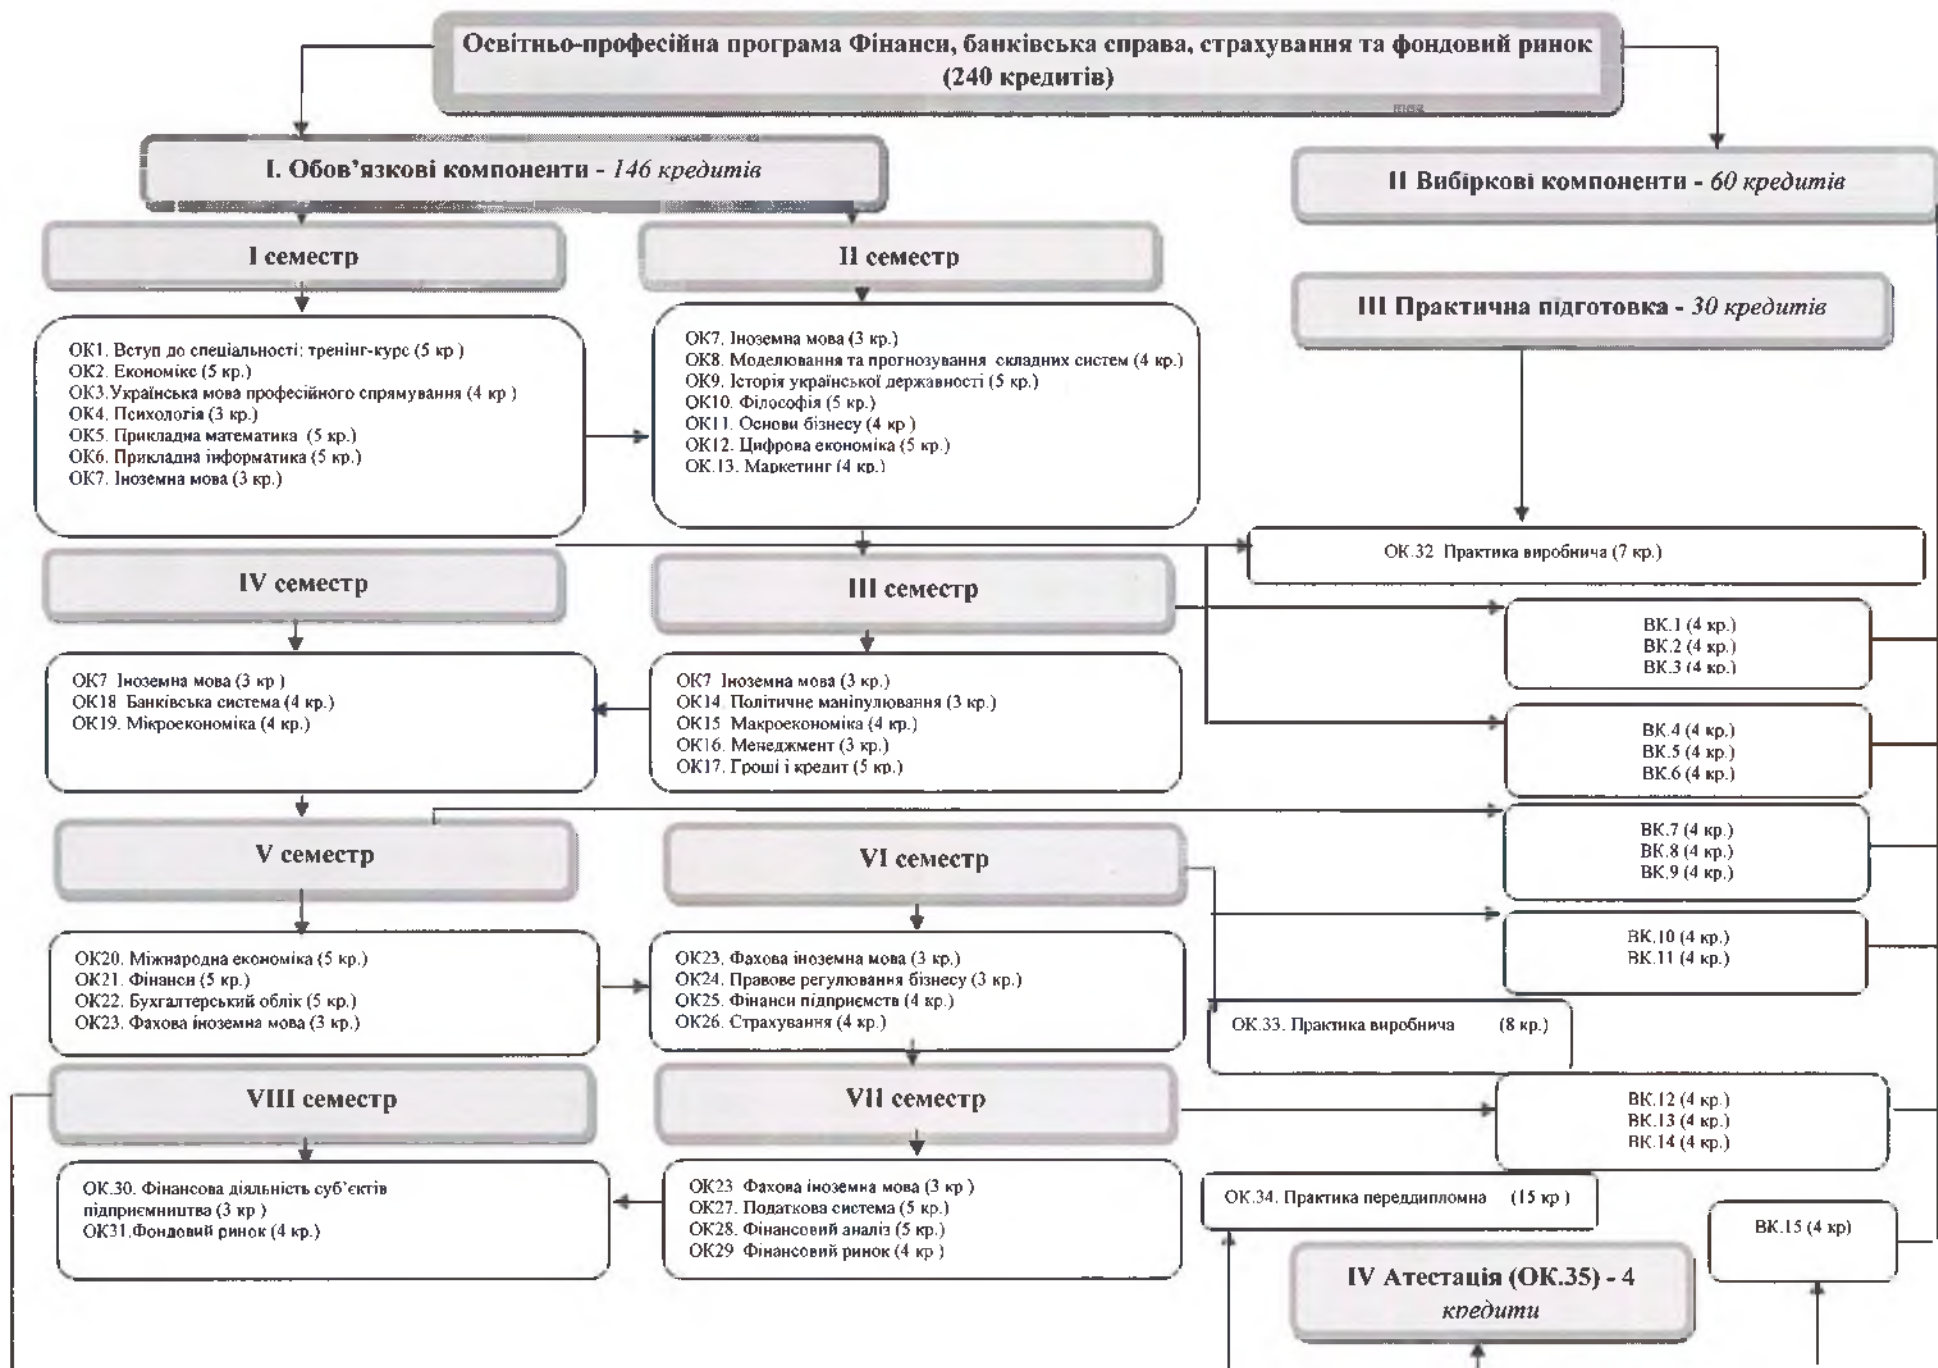 Освітньо-професійна програма Фінанси, банківська справа, страхування та фондовий ринок
(240 кредитів)
І. Обов’язкові компоненти - 146 кредитів
ІІ Вибіркові компоненти - 60 кредитів
І семестр
ІІ семестр
ІІІ Практична підготовка - 30 кредитів
ОК1. Вступ до спеціальності: тренінг-курс (5 кр )
ОК2. Економікс (5 кр.)
ОК3.Українська мова професійного спрямування (4 кр )
ОК4. Психологія (3 кр.)
ОК5. Прикладна математика (5 кр.)
ОК6. Прикладна інформатика (5 кр.)
ОК7. Іноземна мова (3 кр.)
ОК7. Іноземна мова (3 кр.)
ОК8. Моделювання та прогнозування складних систем (4 кр.)
ОК9. Історія української державності (5 кр.)
ОК10. Філософія (5 кр.)
ОК11. Основи бізнесу (4 кр )
ОК12. Цифрова економіка (5 кр.)
ОК.13. Маркетинг (4 кр.)
ОК.32 Практика виробнича (7 кр.)
IV семестр
ІІІ семестр
ВК.1 (4 кр.)
ВК.2 (4 кр.)
ВК.3 (4 кр.)
ОК7 Іноземна мова (3 кр )
ОК18 Банківська система (4 кр.)
ОК19. Мікроекономіка (4 кр.)
ОК7 Іноземна мова (3 кр.)
ОК14. Політичне маніпулювання (3 кр.)
ОК15 Макроекономіка (4 кр.)
ОК16. Менеджмент (3 кр.)
ОК17. Гроші і кредит (5 кр.)
ВК.4 (4 кр.)
ВК.5 (4 кр.)
ВК.6 (4 кр.)
V семестр
VI семестр
ВК.7 (4 кр.)
ВК.8 (4 кр.)
ВК.9 (4 кр.)
ВК.10 (4 кр.)
ВК.11 (4 кр.)
ОК20. Міжнародна економіка (5 кр.)
ОК21. Фінанси (5 кр.)
ОК22. Бухгалтерський облік (5 кр.)
ОК23. Фахова іноземна мова (3 кр.)
ОК23. Фахова іноземна мова (3 кр.)
ОК24. Правове регулювання бізнесу (3 кр.)
ОК25. Фінанси підприємств (4 кр.)
ОК26. Страхування (4 кр.)
ОК.33. Практика виробнича (8 кр.)
VIII семестр
VII семестр
ВК.12 (4 кр.)
ВК.13 (4 кр.)
ВК.14 (4 кр.)
ОК.30. Фінансова діяльність суб’єктів
підприємництва (3 кр )
ОК31.Фондовий ринок (4 кр.)
ОК23 Фахова іноземна мова (3 кр )
ОК27. Податкова система (5 кр.)
ОК28. Фінансовий аналіз (5 кр.)
ОК29 Фінансовий ринок (4 кр )
ОК.34. Практика переддипломна (15 кр )
ВК.15 (4 кр)
IV Атестація (ОК.35) - 4
кредити